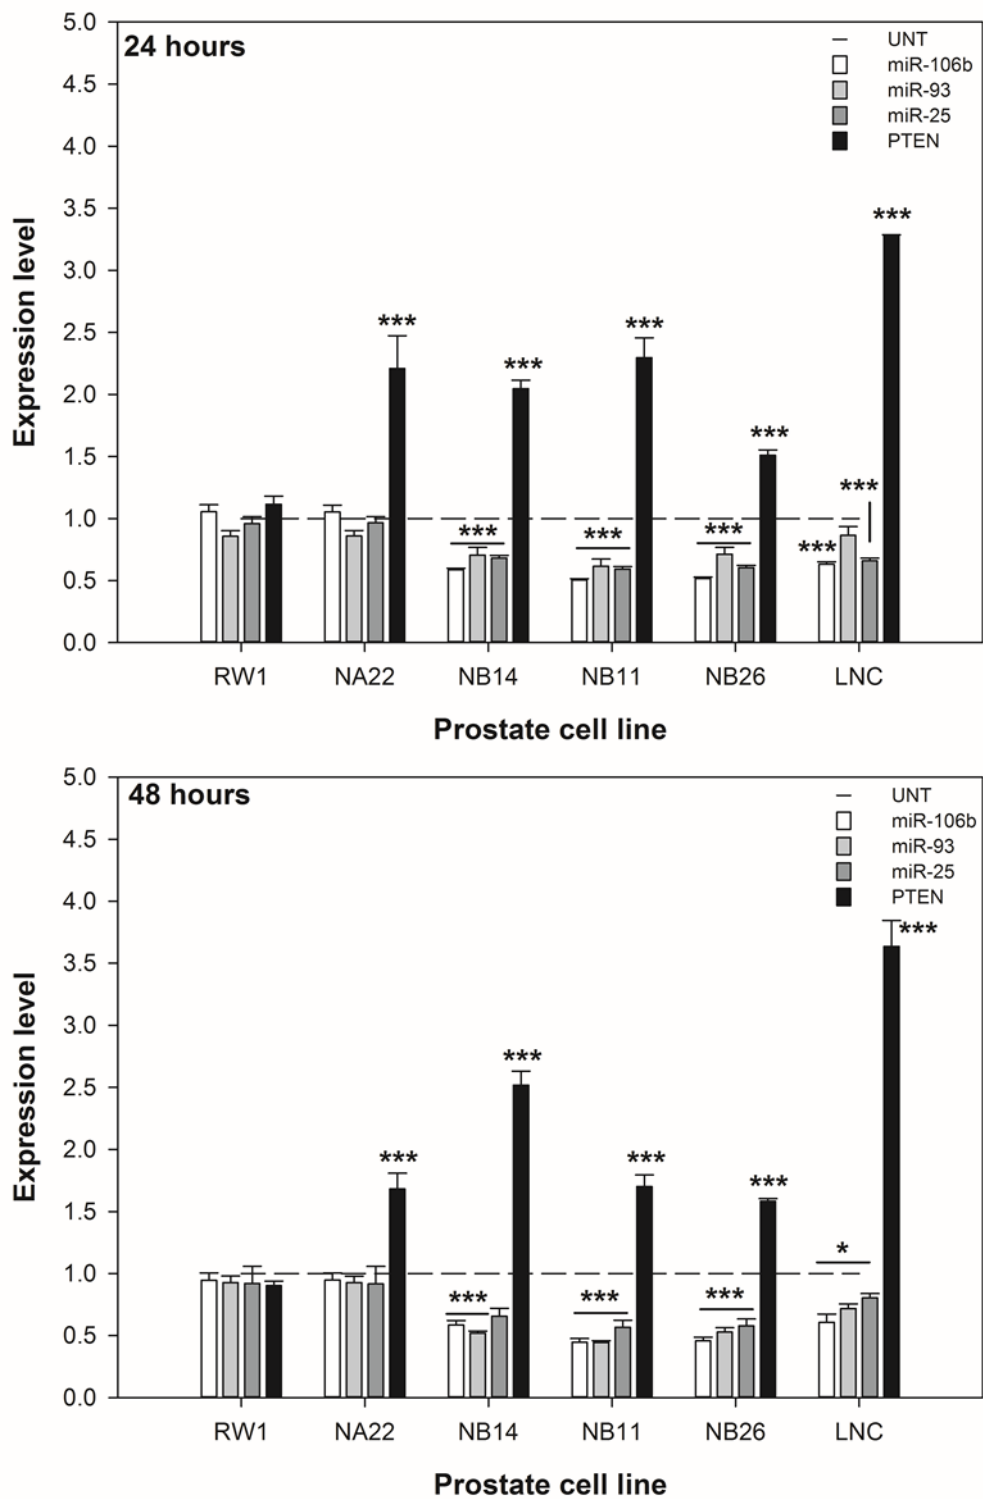 24 hours
UNT
miR-106b
miR-93
miR-25
PTEN
Expression level
5.0
4.5
4.0
3.5
3.0
2.5
2.0
1.5
1.0
0.5
0.0
***
***
***
***
***
***
***
***
***
***
RW1 NA22 NB14 NB11 NB26 LNC
Prostate cell line
48 hours
UNT
miR-106b
miR-93
miR-25
PTEN
Expression level
5.0
4.5
4.0
3.5
3.0
2.5
2.0
1.5
1.0
0.5
0.0
***
***
***
***
***
*
***
***
***
RW1 NA22 NB14 NB11 NB26 LNC
Prostate cell line